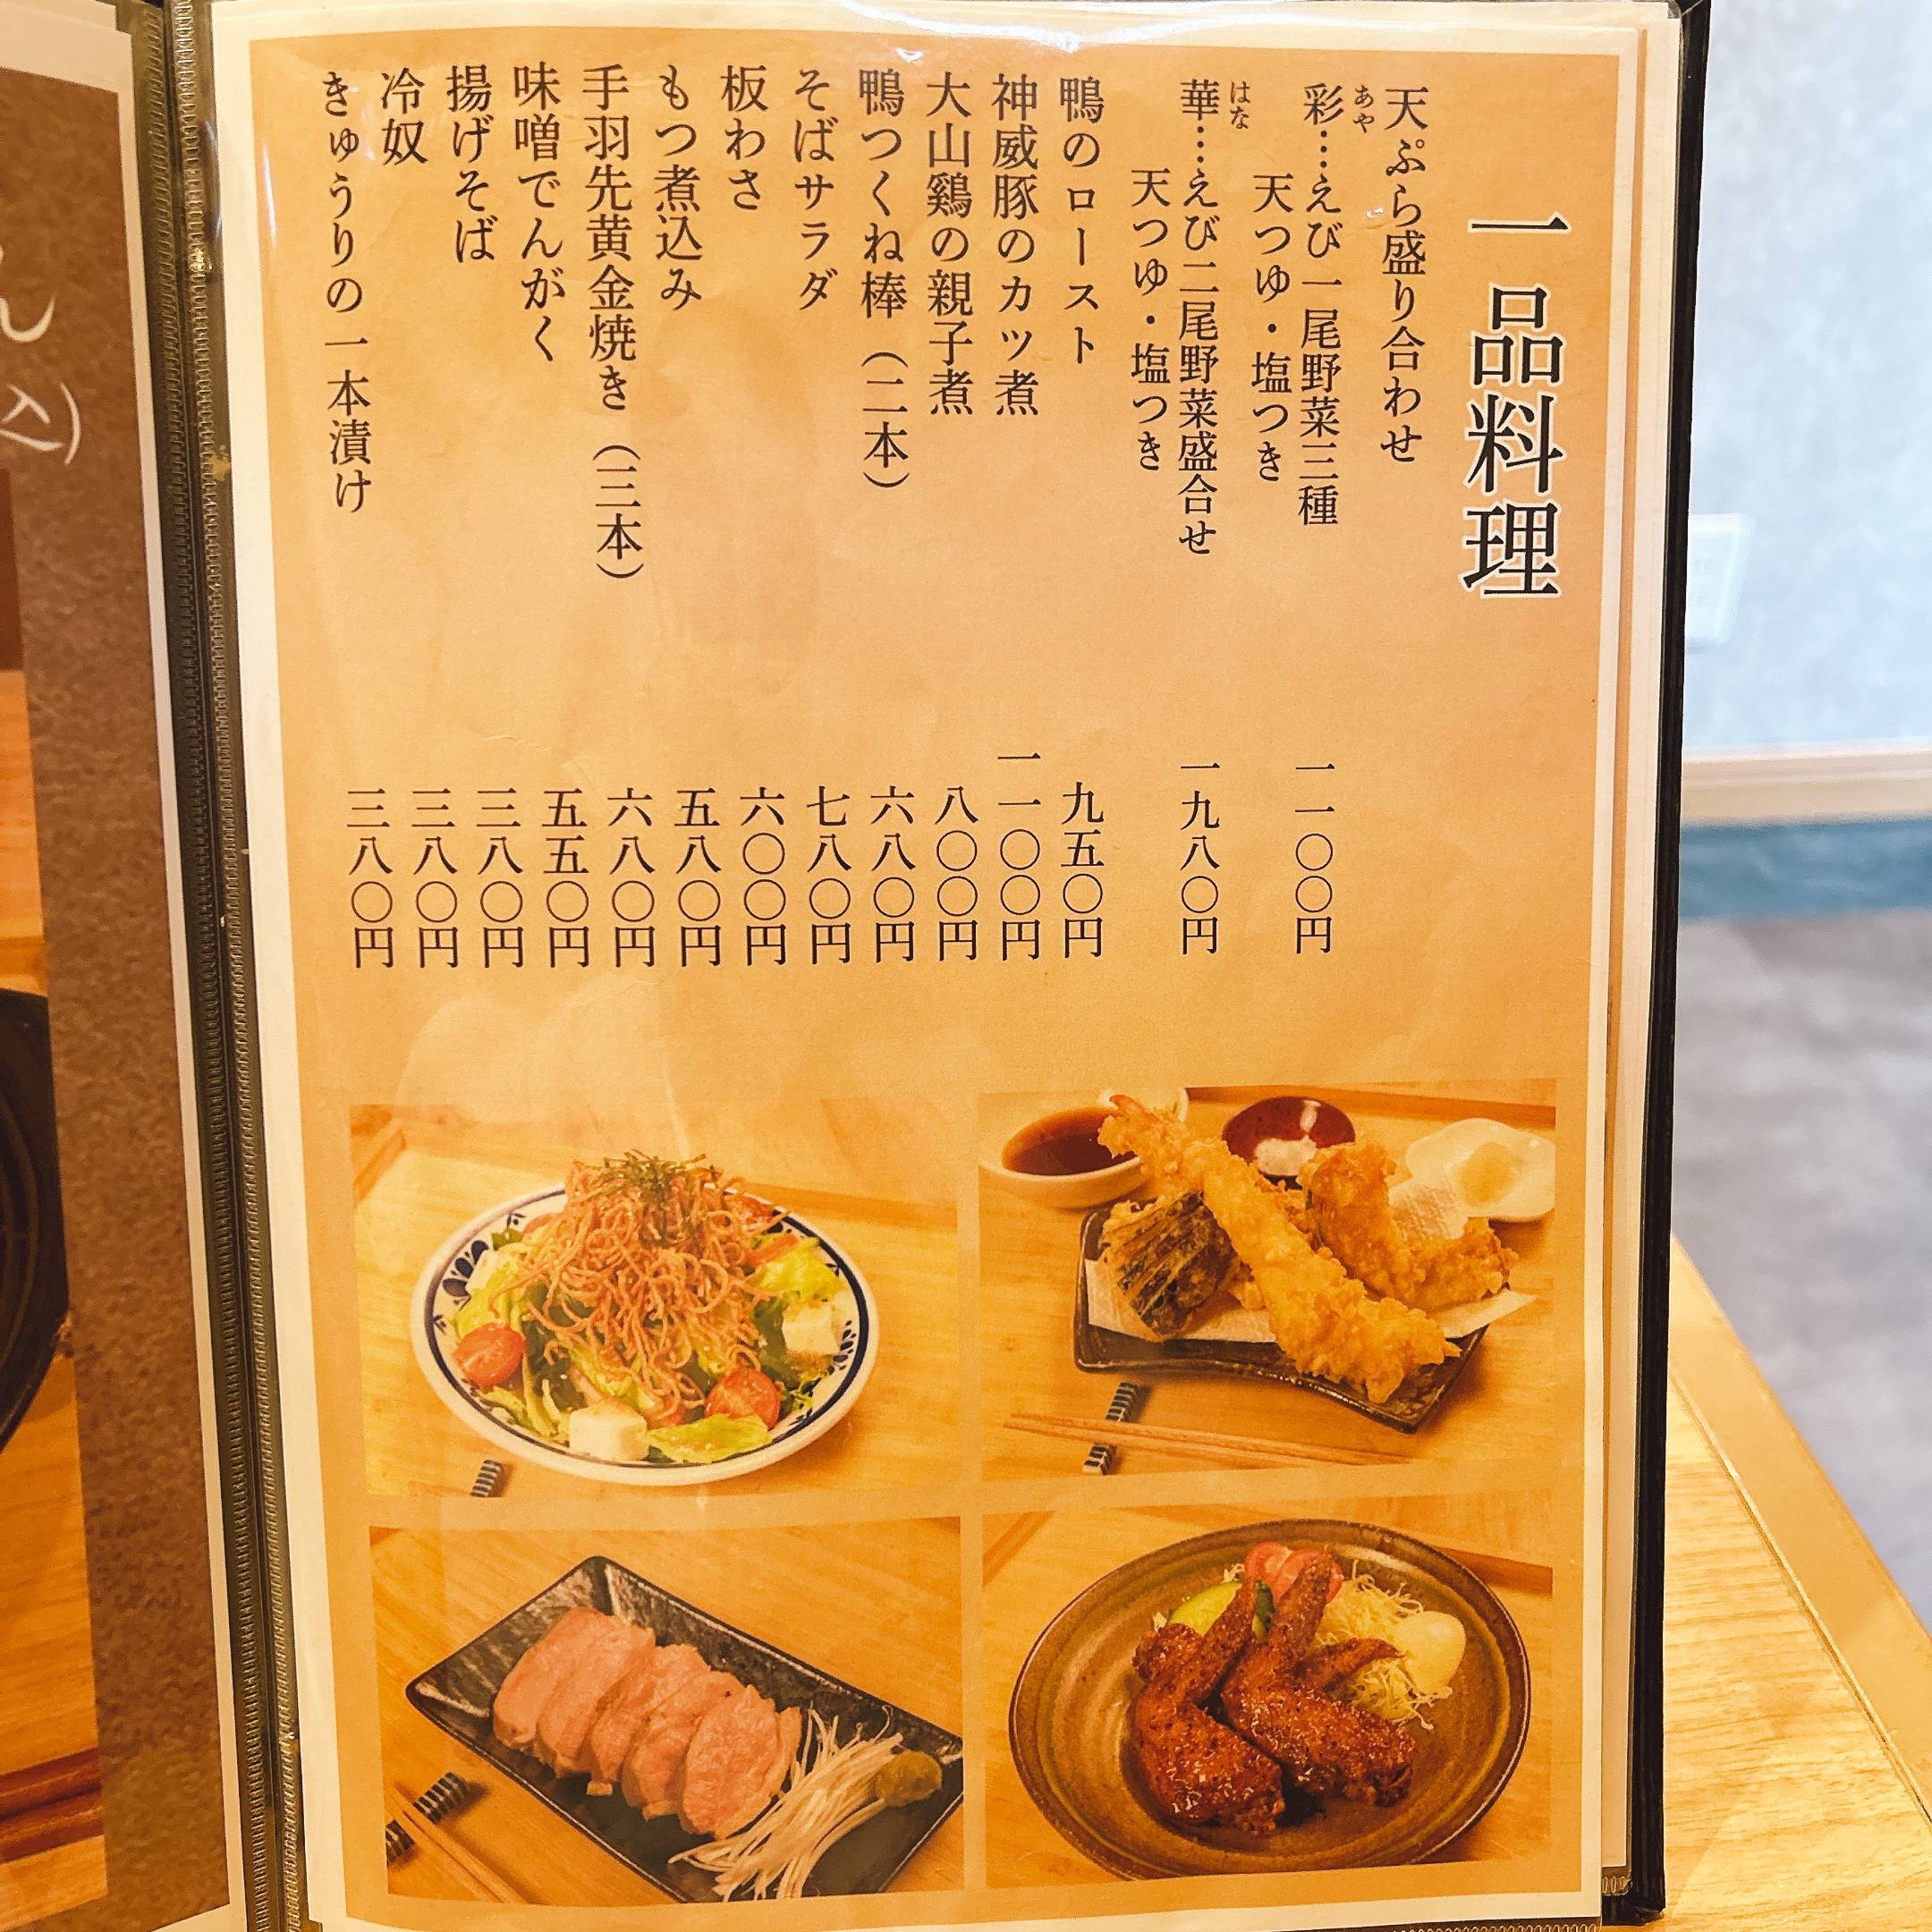 一品料理
天ぷら盛り合わせ
あや
彩…えび一尾野菜三種
一一〇〇円
天つゆ・塩つき
はな
華…えび二尾野菜盛合せ
一九八〇円
天つゆ・塩つき
鴨のロースト
九五〇円
神威豚のカツ煮
一一〇〇円
大山鶏の親子煮
八〇〇円
鴨つくね棒（二本）
六八〇円
そばサラダ
七八〇円
板わさ
六〇〇円
もつ煮込み
五八〇円
手羽先黄金焼き（三本）
六八〇円
味噌でんがく
五五〇円
揚げそば
三八〇円
冷奴
三八〇円
きゅうりの一本漬け
三八〇円